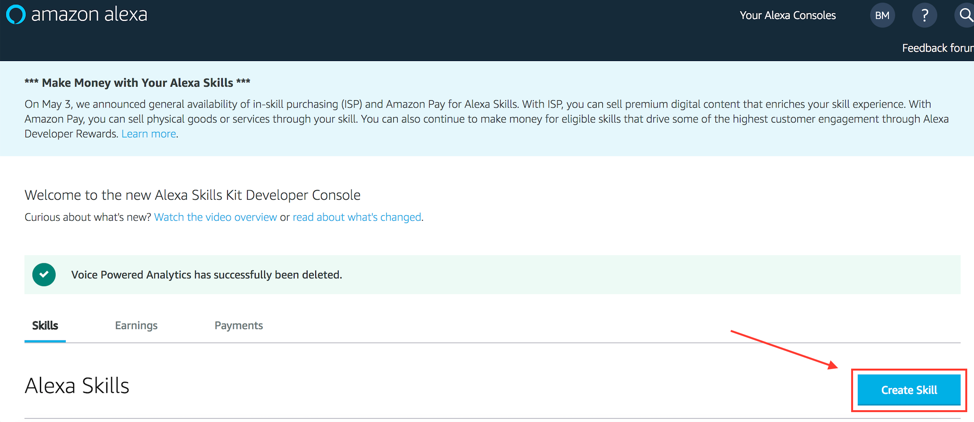 amazon alexa
Your Alexa Consoles
BM
?
Feedback forum
*** Make Money with Your Alexa Skills ***
On May 3, we announced general availability of in-skill purchasing (ISP) and Amazon Pay for Alexa Skills. With ISP, you can sell premium digital content that enriches your skill experience. With
Amazon Pay, you can sell physical goods or services through your skill. You can also continue to make money for eligible skills that drive some of the highest customer engagement through Alexa
Developer Rewards. Learn more.
Welcome to the new Alexa Skills Kit Developer Console
Curious about what's new? Watch the video overview or read about what's changed.
Voice Powered Analytics has successfully been deleted.
Skills
Earnings
Payments
Alexa Skills
Create Skill